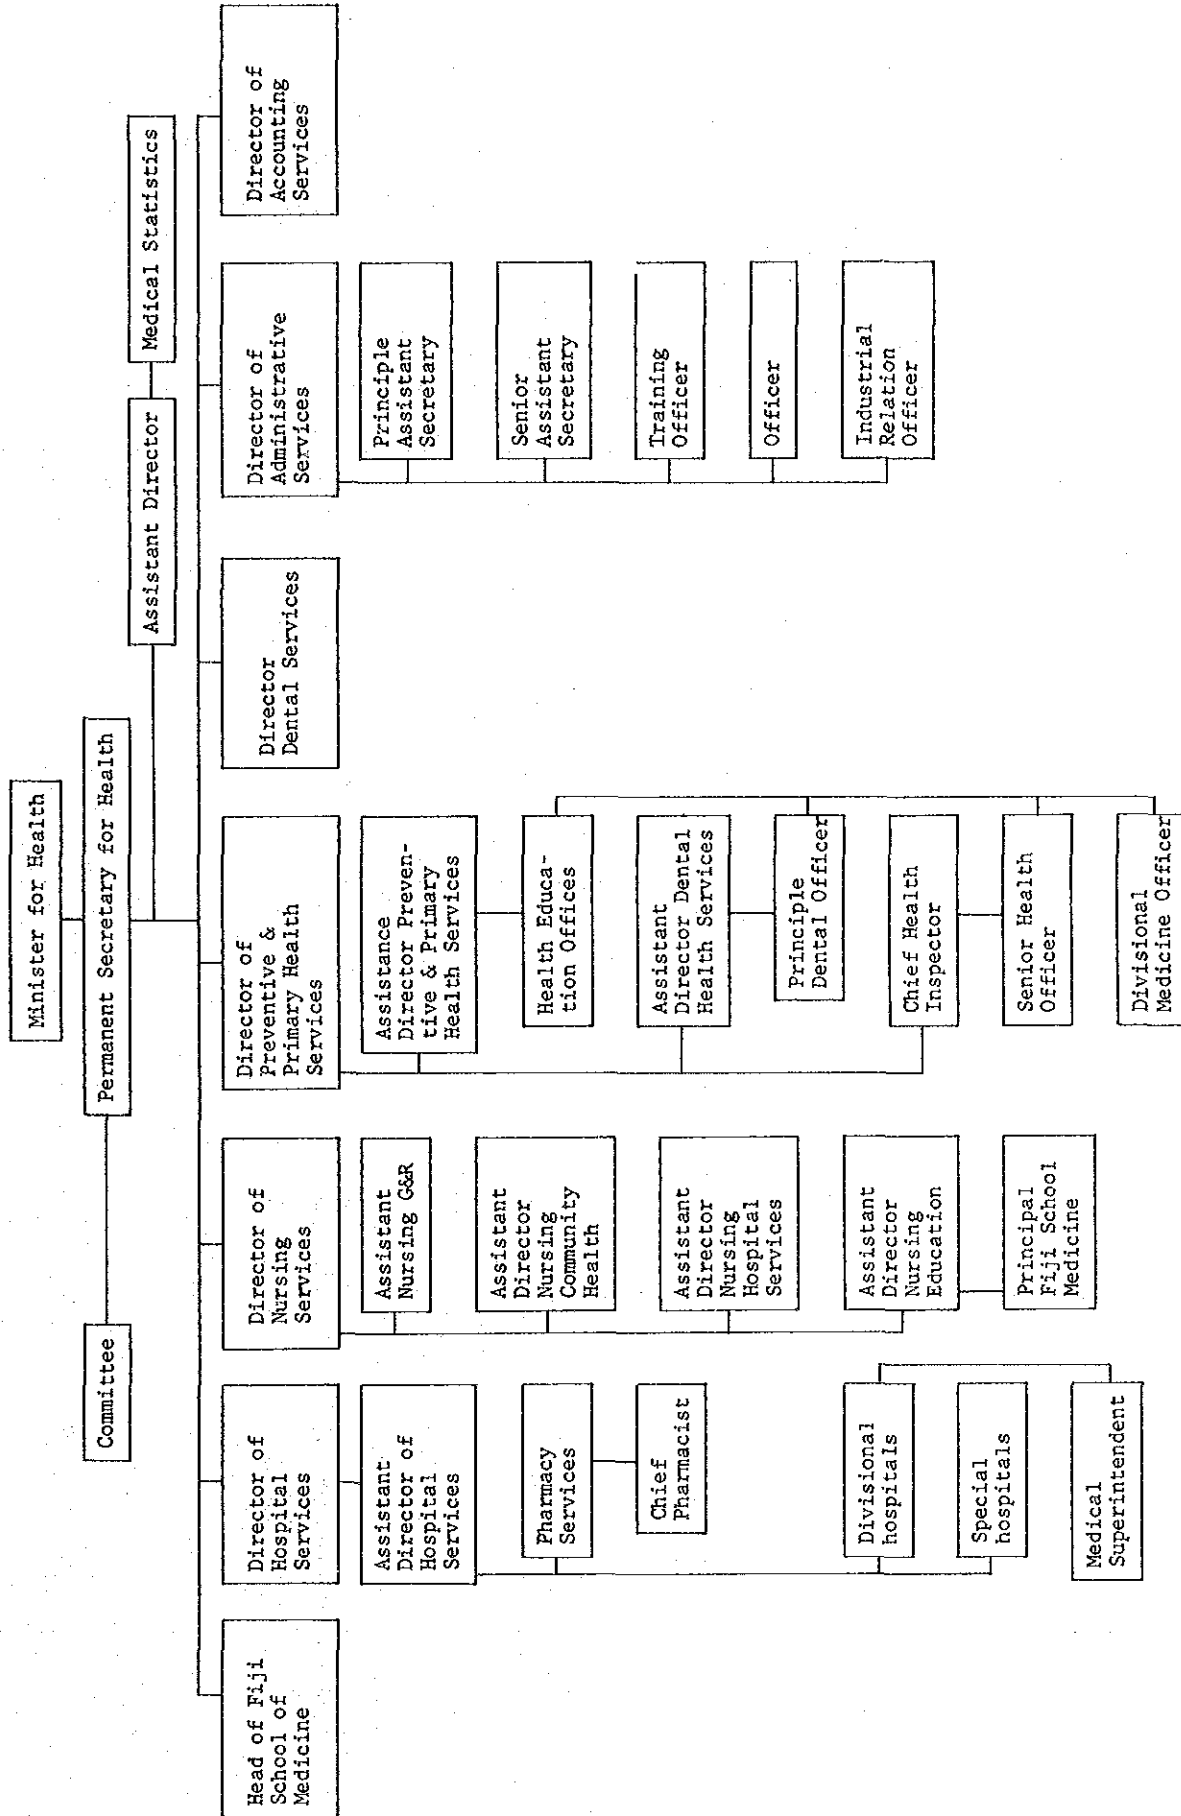 Minister for Health
Permanent Secretary for Health
Committee
Assistant Director
Medical Statistics
Head of Fiji
School of
Medicine
Director of
Hospital
Services
Assistant
Director of
Hospital
Services
Pharmacy
Services
Chief
Pharmacist
Divisional
hospitals
Special
hospitals
Medical
Superintendent
Director of
Nursing
Services
Assistant
Nursing G&R
Assistant
Director
Nursing
Community
Health
Assistant
Director
Nursing
Hospital
Services
Assistant
Director
Nursing
Education
Principal
Fiji School
Medicine
Director of
Preventive &
Primary Health
Services
Assistance
Director Preven-
tive & Primary
Health Services
Health Educa-
tion Offices
Assistant
Director Dental
Health Services
Principle
Dental Officer
Chief Health
Inspector
Senior Health
Officer
Divisional
Medicine Officer
Director
Dental Services
Director of
Administrative
Services
Principle
Assistant
Secretary
Senior
Assistant
Secretary
Training
Officer
Officer
Industrial
Relation
Officer
Director of
Accounting
Services